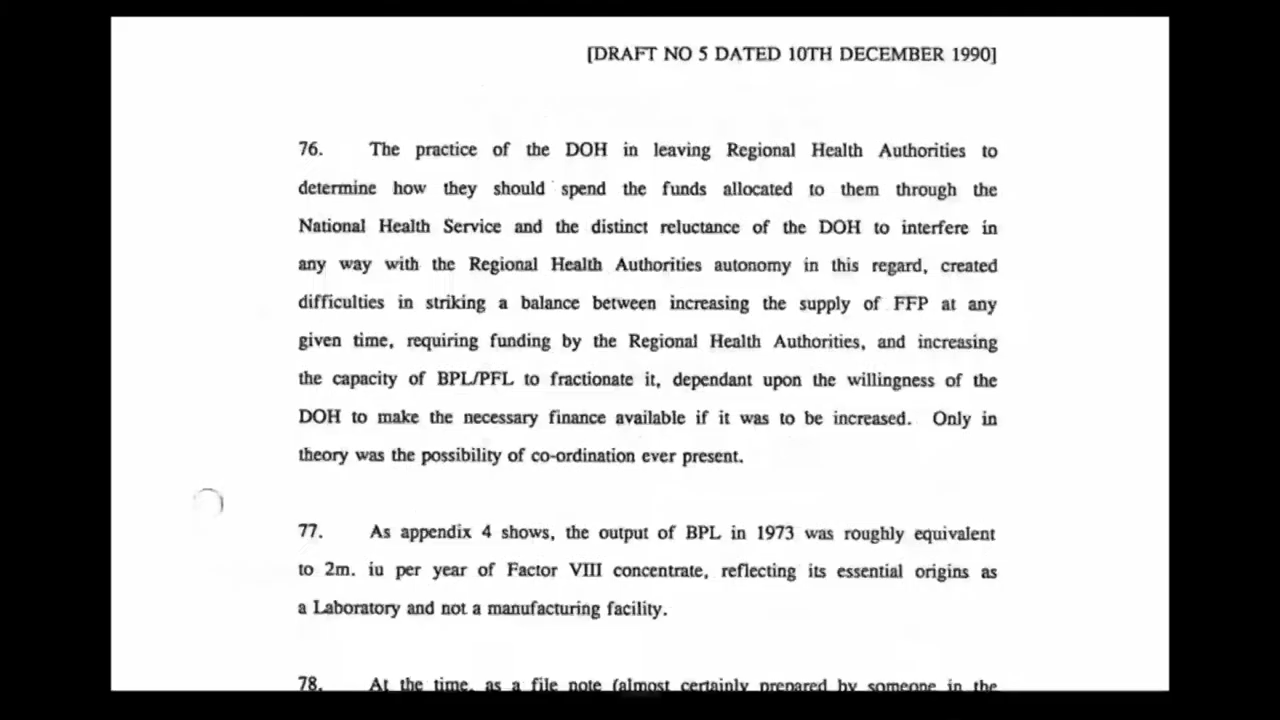 [DRAFT NO 5 DATED 10TH DECEMBER 1990]
76. The practice of the DOH in leaving Regional Health Authorities to
determine how they should spend the funds allocated to them through the
National Health Service and the distinct reluctance of the DOH to interfere in
any way with the Regional Health Authorities autonomy in this regard, created
difficulties in striking a balance between increasing the supply of FFP at any
given time, requiring funding by the Regional Health Authorities, and increasing
the capacity of BPL/PFL to fractionate it, dependant upon the willingness of the
DOH to make the necessary finance available if it was to be increased. Only in
theory was the possibility of co-ordination ever present.
77. As appendix 4 shows, the output of BPL in 1973 was roughly equivalent
to 2m. iu per year of Factor VIII concentrate, reflecting its essential origins as
a Laboratory and not a manufacturing facility.
78. At the time, as a file note (almost certainly prepared by someone in the